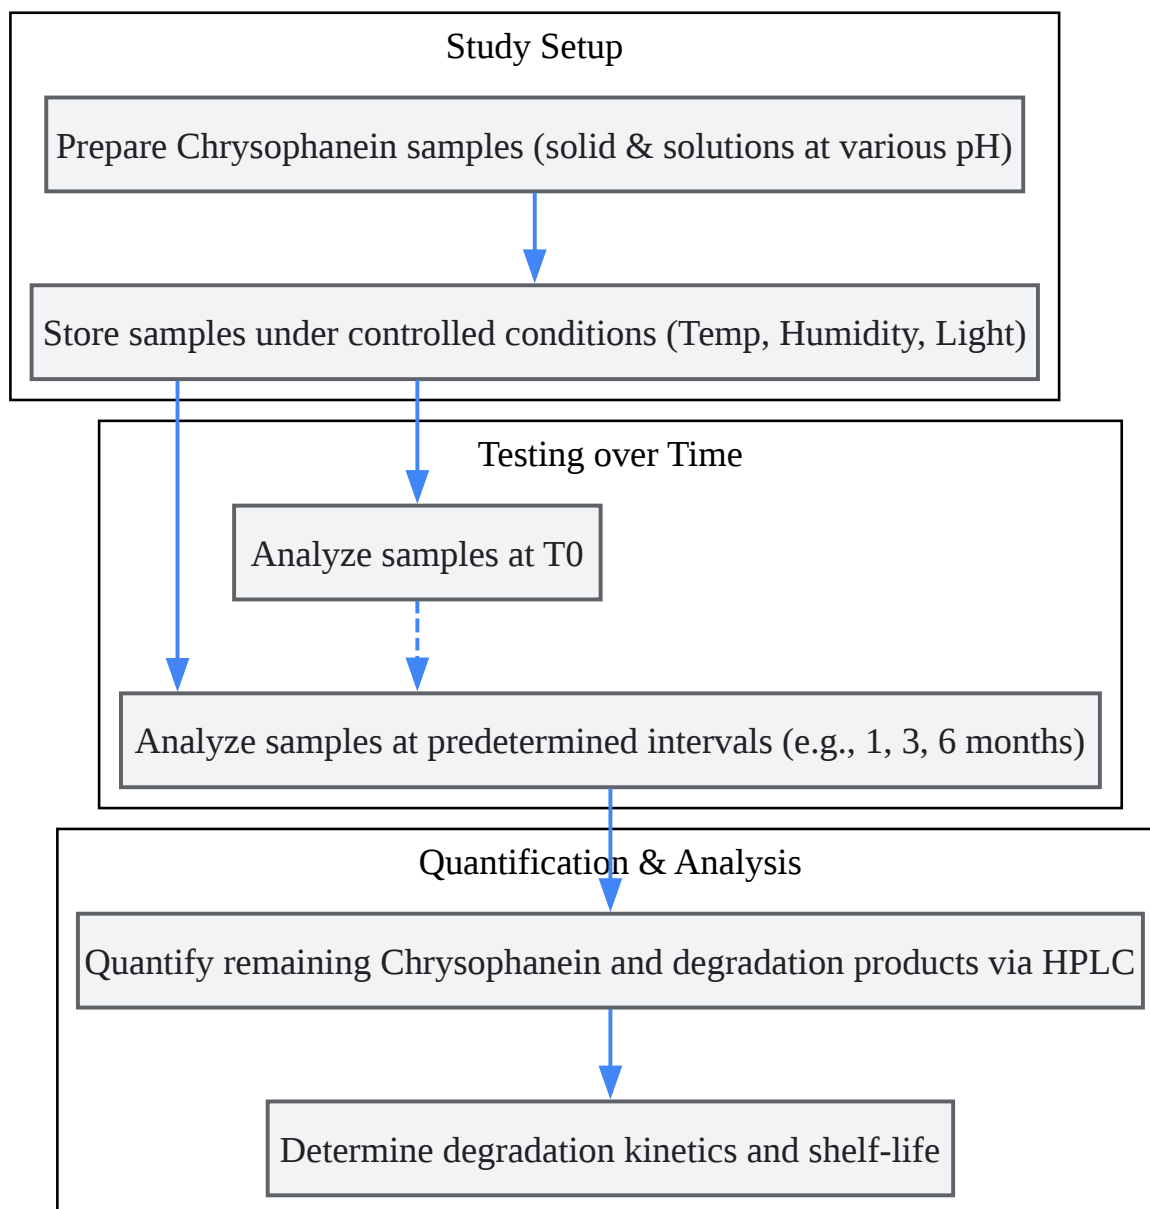 Study Setup
Prepare Chrysophanein samples (solid & solutions at various pH)
Store samples under controlled conditions (Temp, Humidity, Light)
Testing over Time
Analyze samples at T0
Analyze samples at predetermined intervals (e.g., 1, 3, 6 months)
Quantification & Analysis
Quantify remaining Chrysophanein and degradation products via HPLC
Determine degradation kinetics and shelf-life